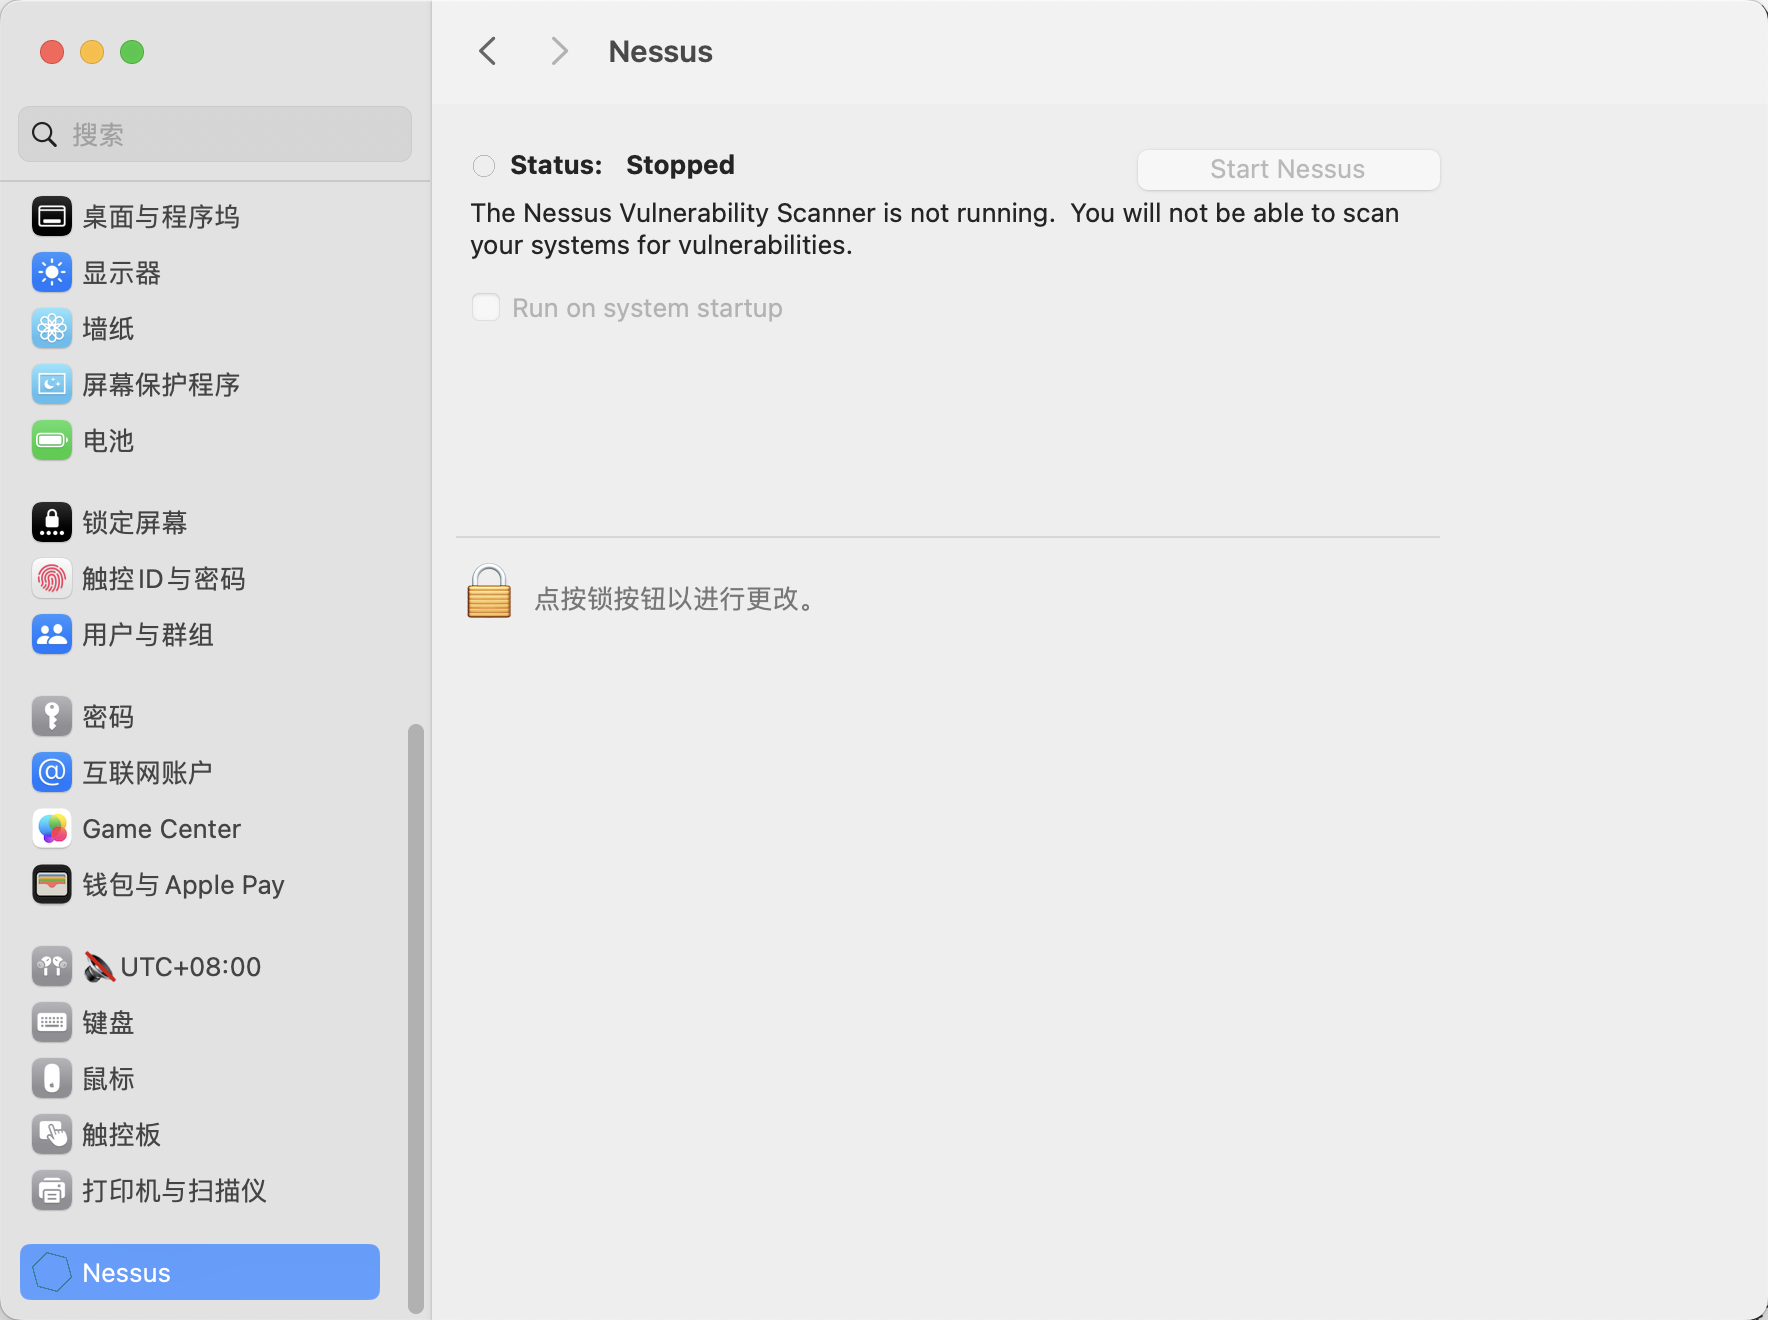 Nessus
搜索
Status: Stopped
Start Nessus
The Nessus Vulnerability Scanner is not running. You will not be able to scan
your systems for vulnerabilities.
Run on system startup
点按锁按钮以进行更改。
桌面与程序坞
显示器
墙纸
屏幕保护程序
电池
锁定屏幕
触控 ID 与密码
用户与群组
密码
互联网账户
Game Center
钱包与 Apple Pay
UTC+08:00
键盘
鼠标
触控板
打印机与扫描仪
Nessus